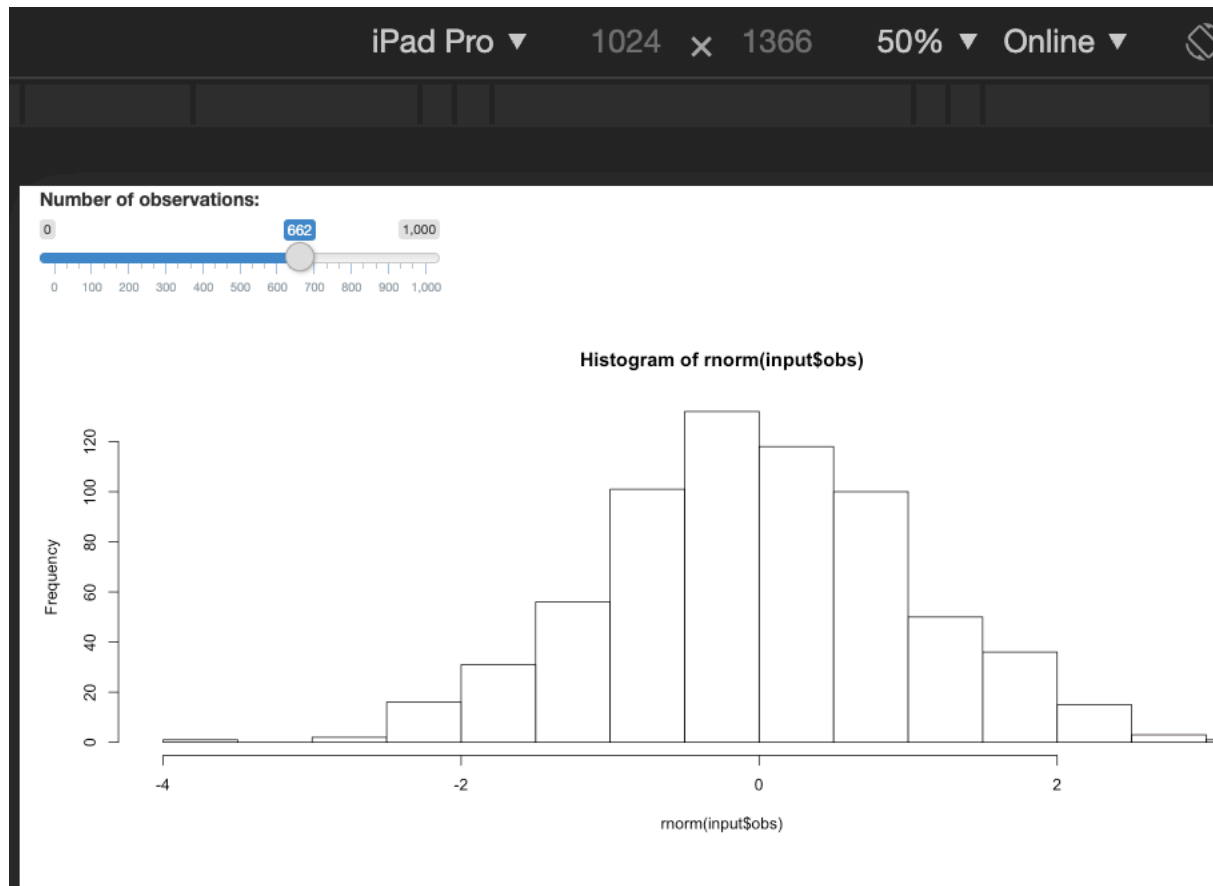 iPad Pro ▼ 1024 × 1366 50% ▼ Online ▼
Number of observations:
0 662 1,000
0 100 200 300 400 500 600 700 800 900 1,000
Histogram of rnorm(input$obs)
120
100
80
60
40
20
0
Frequency
-4 -2 0 2
rnorm(input$obs)